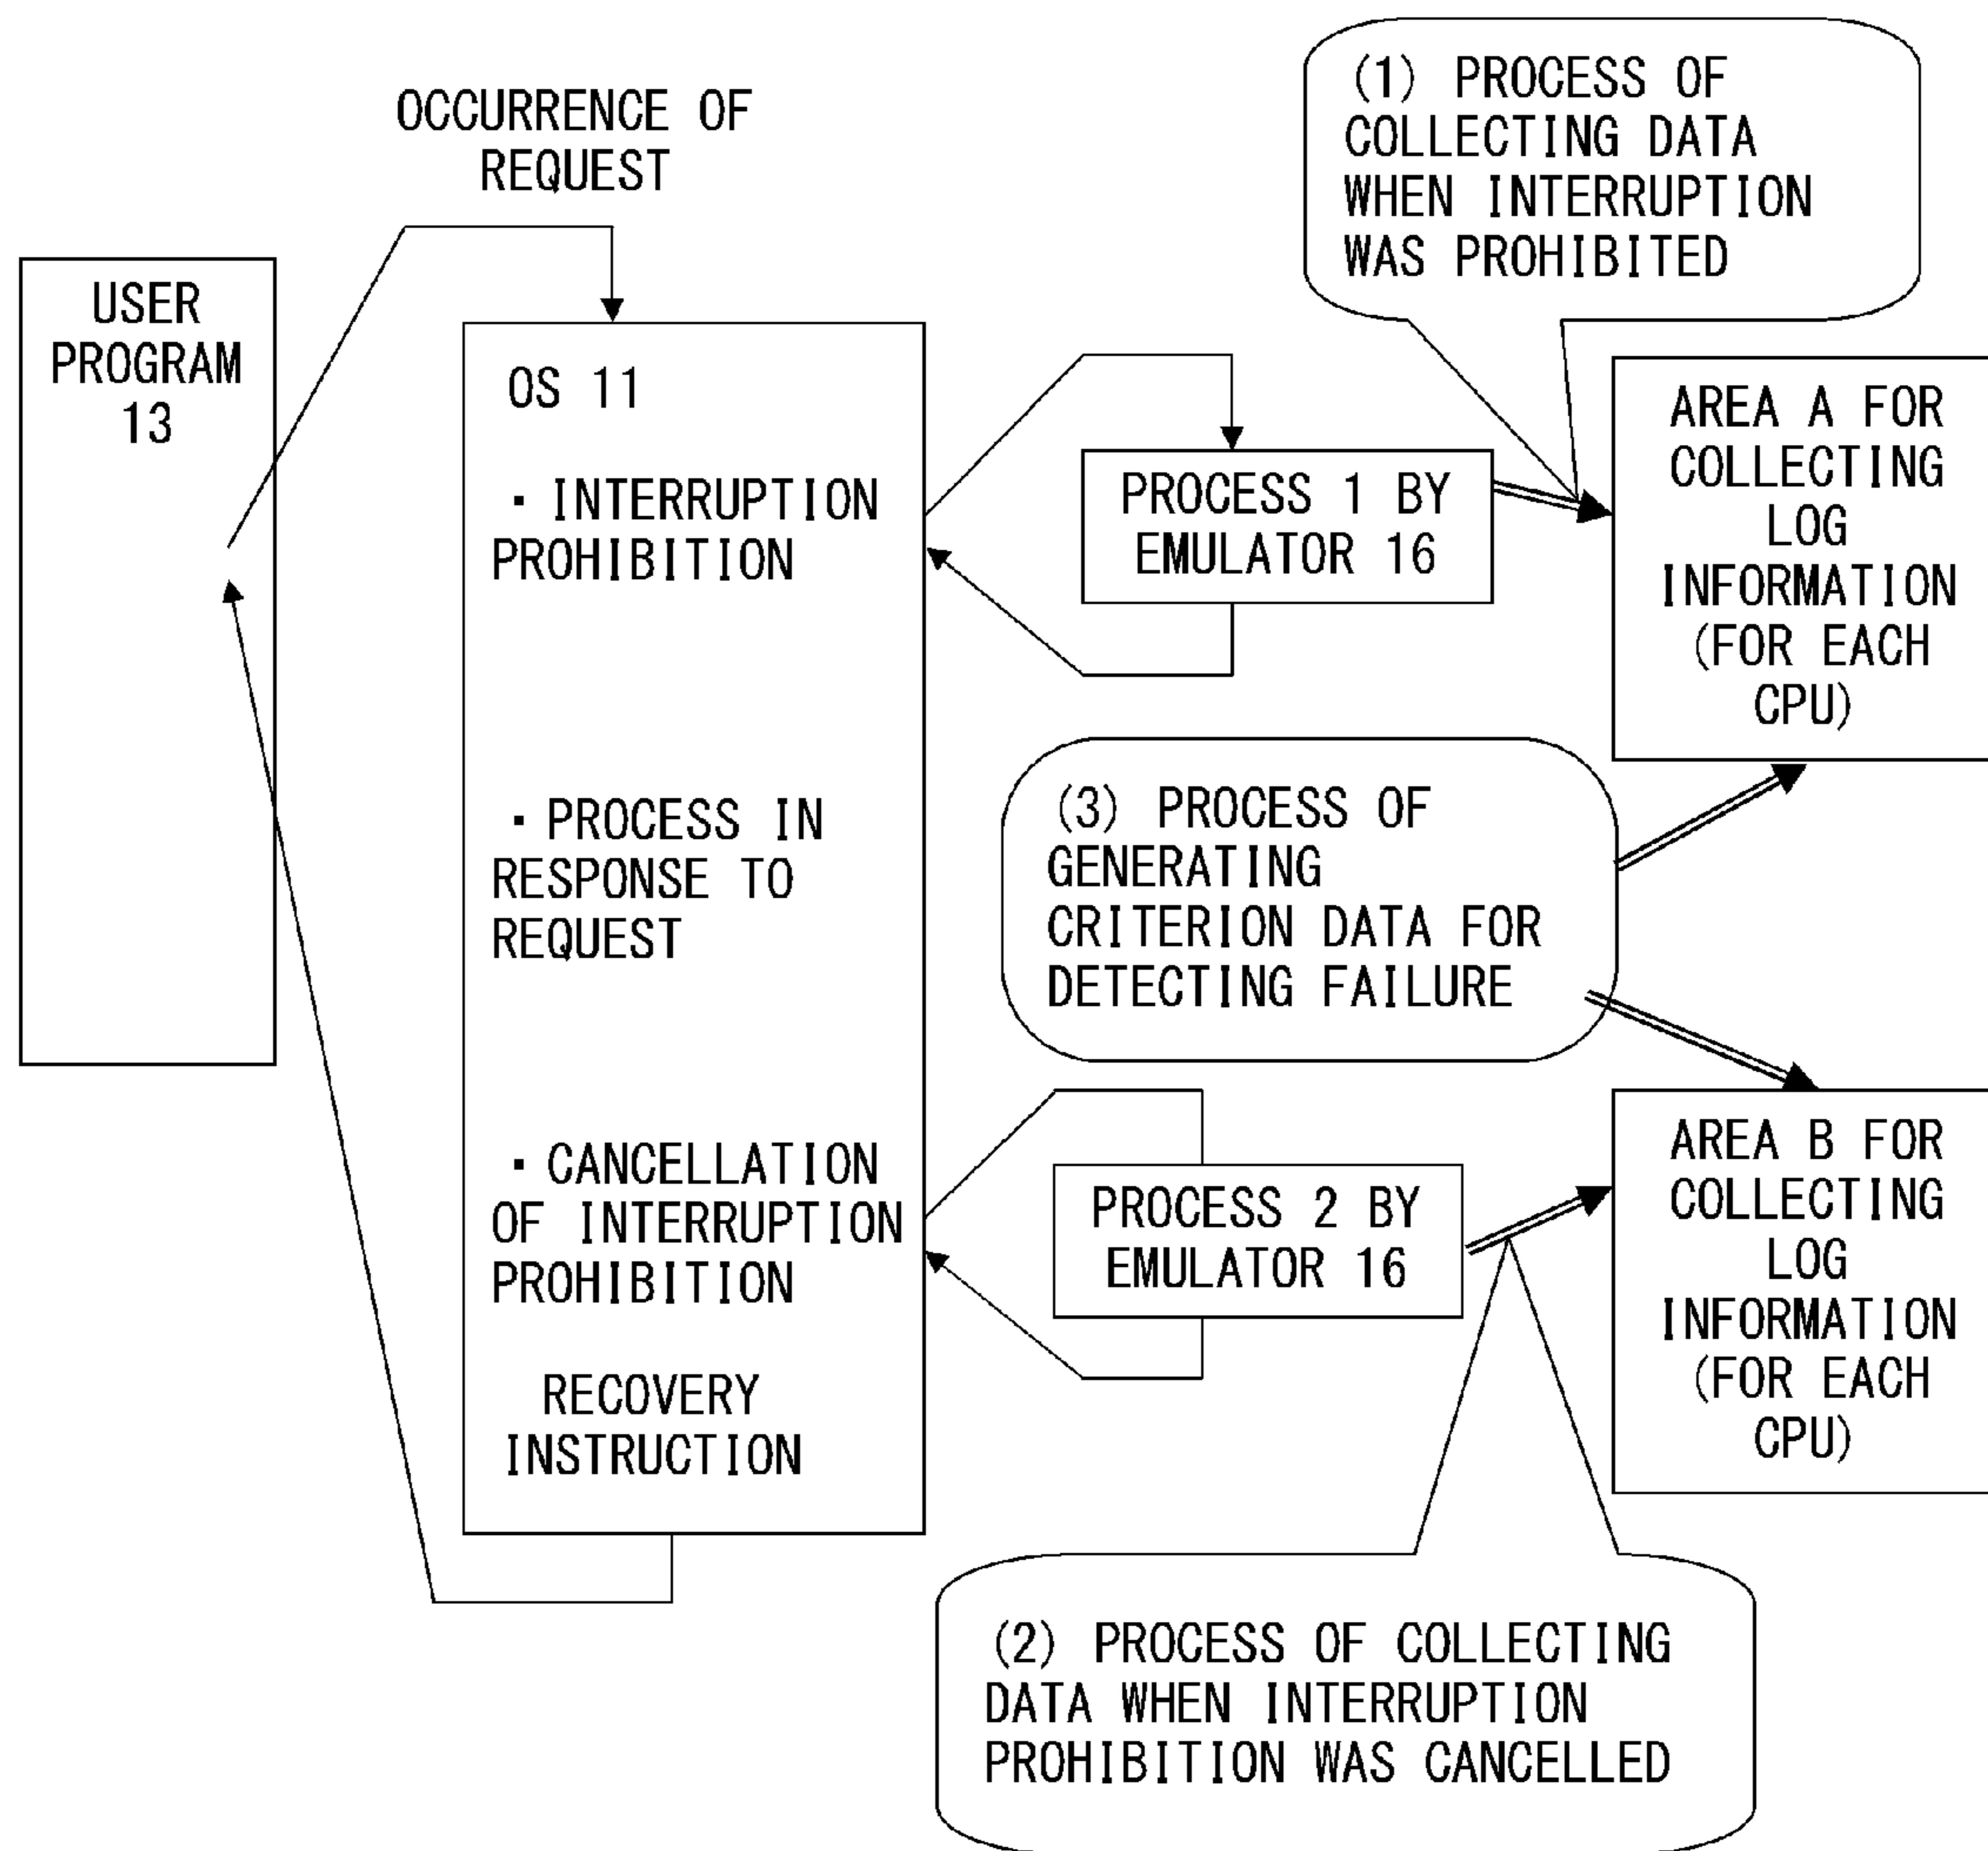 OCCURRENCE OF
REQUEST
(1) PROCESS OF
COLLECTING DATA
WHEN INTERRUPTION
WAS PROHIBITED
USER
PROGRAM
13
OS 11
・INTERRUPTION
PROHIBITION
・PROCESS IN
RESPONSE TO
REQUEST
・CANCELLATION
OF INTERRUPTION
PROHIBITION
RECOVERY
INSTRUCTION
PROCESS 1 BY
EMULATOR 16
AREA A FOR
COLLECTING
LOG
INFORMATION
(FOR EACH
CPU)
(3) PROCESS OF
GENERATING
CRITERION DATA FOR
DETECTING FAILURE
PROCESS 2 BY
EMULATOR 16
AREA B FOR
COLLECTING
LOG
INFORMATION
(FOR EACH
CPU)
(2) PROCESS OF COLLECTING
DATA WHEN INTERRUPTION
PROHIBITION WAS CANCELLED